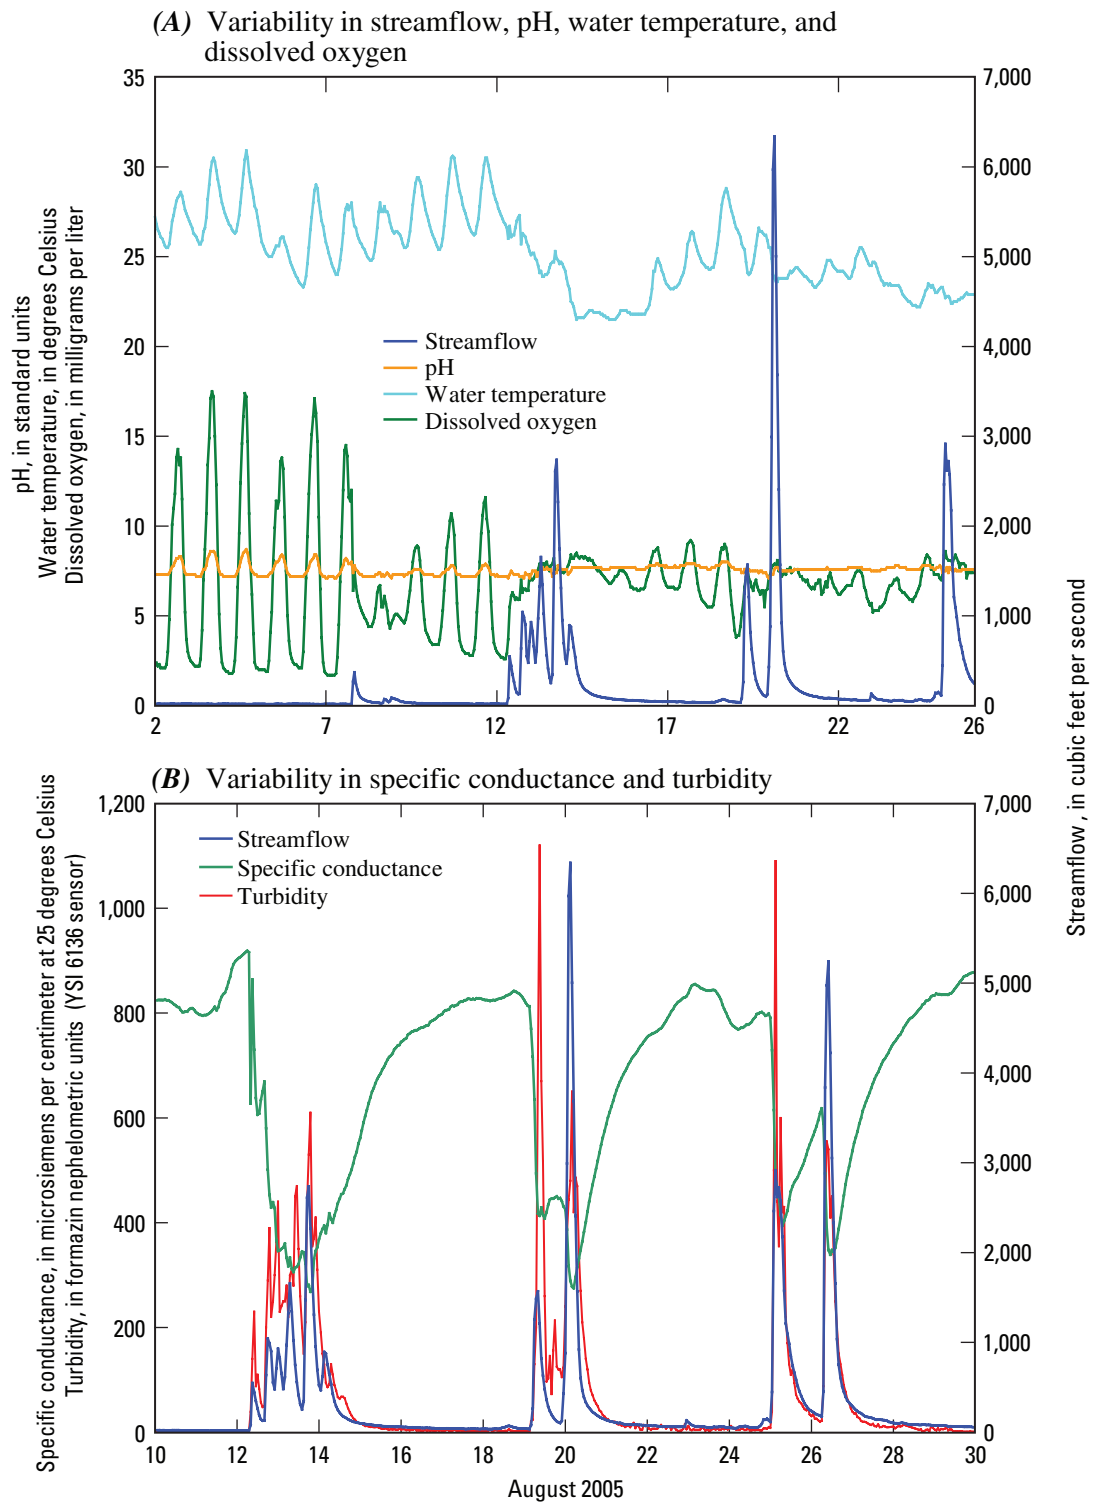 (A) Variability in streamflow, pH, water temperature, and
dissolved oxygen
35
30
25
20
15
10
5
0
7,000
6,000
5,000
4,000
3,000
2,000
1,000
0
pH, in standard units
Water temperature, in degrees Celsius
Dissolved oxygen, in milligrams per liter
Streamflow
pH
Water temperature
Dissolved oxygen
2 7 12 17 22 26
Streamflow , in cubic feet per second
(B) Variability in specific conductance and turbidity
1,200
1,000
800
600
400
200
0
7,000
6,000
5,000
4,000
3,000
2,000
1,000
0
Specific conductance, in microsiemens per centimeter at 25 degrees Celsius
Turbidity, in formazin nephelometric units (YSI 6136 sensor)
Streamflow
Specific conductance
Turbidity
10 12 14 16 18 20 22 24 26 28 30
August 2005